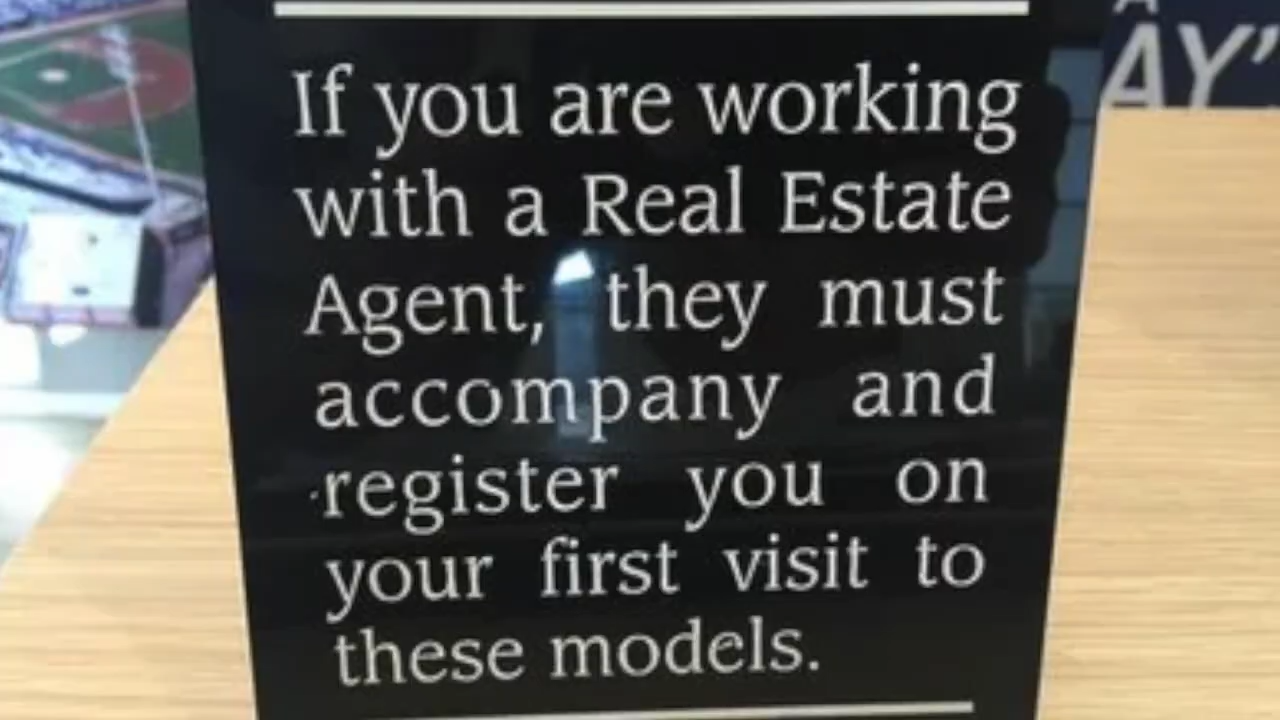 If you are working
with a Real Estate
Agent, they must
accompany and
register you on
your first visit to
these models.
A
AY"